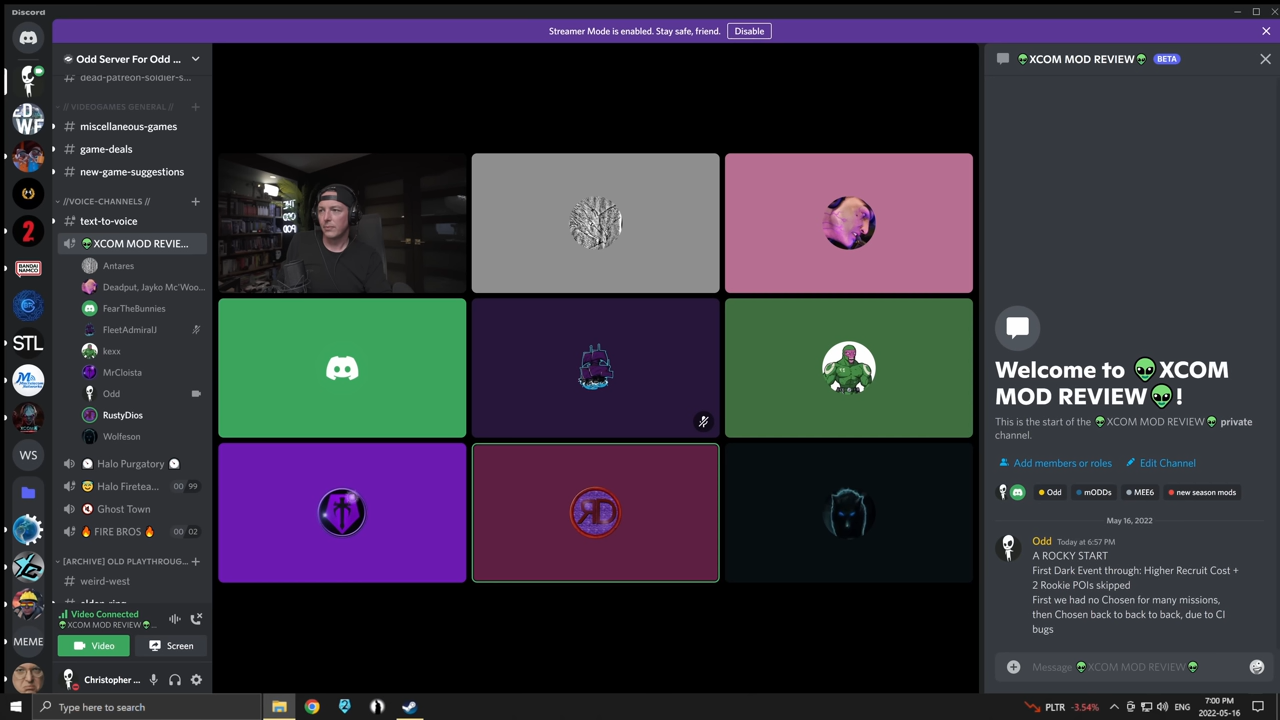 Discord
Streamer Mode is enabled. Stay safe, friend.
Disable
Odd Server For Odd ...
dead-patreon-soldier-s...
// VIDEOGAMES GENERAL //
miscellaneous-games
game-deals
new-game-suggestions
//VOICE-CHANNELS //
text-to-voice
👽XCOM MOD REVIE...
Antares
Deadput, Jayko Mc'Woo...
FearTheBunnies
FleetAdmiralJ
kexx
MrCloista
Odd
RustyDios
Wolfeson
Halo Purgatory
Halo Firetea...
00 99
Ghost Town
🔥 FIRE BROS 🔥
00 02
[ARCHIVE] OLD PLAYTHROUG...
weird-west
Video Connected
👽XCOM MOD REVIEW👽 ...
Video
Screen
Christopher ...
2
BANDAI
NAMCO
STL
WS
MEME
RD
👽XCOM MOD REVIEW👽
BETA
Welcome to 👽XCOM
MOD REVIEW👽!
This is the start of the 👽XCOM MOD REVIEW👽 private
channel.
Add members or roles
Edit Channel
Odd
mODDs
MEE6
new season mods
May 16, 2022
Odd Today at 6:57 PM
A ROCKY START
First Dark Event through: Higher Recruit Cost +
2 Rookie POIs skipped
First we had no Chosen for many missions,
then Chosen back to back to back, due to CI
bugs
Message 👽XCOM MOD REVIEW👽
Type here to search
PLTR -3.54%
ENG
7:00 PM
2022-05-16